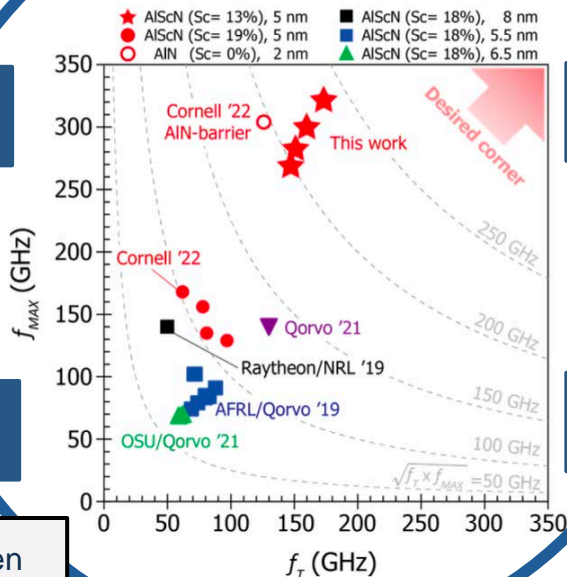 AlScN (Sc= 13%), 5 nm
AlScN (Sc= 19%), 5 nm
AlN (Sc= 0%), 2 nm
AlScN (Sc= 18%), 8 nm
AlScN (Sc= 18%), 5.5 nm
AlScN (Sc= 18%), 6.5 nm
350
300
250
200
150
100
50
0
f_MAX (GHz)
Cornell '22
AlN-barrier
This work
Desired corner
Cornell '22
Qorvo '21
Raytheon/NRL '19
AFRL/Qorvo '19
OSU/Qorvo '21
250 GHz
200 GHz
150 GHz
100 GHz
√f_T × f_MAX =50 GHz
0 50 100 150 200 250 300 350
f_T (GHz)
en